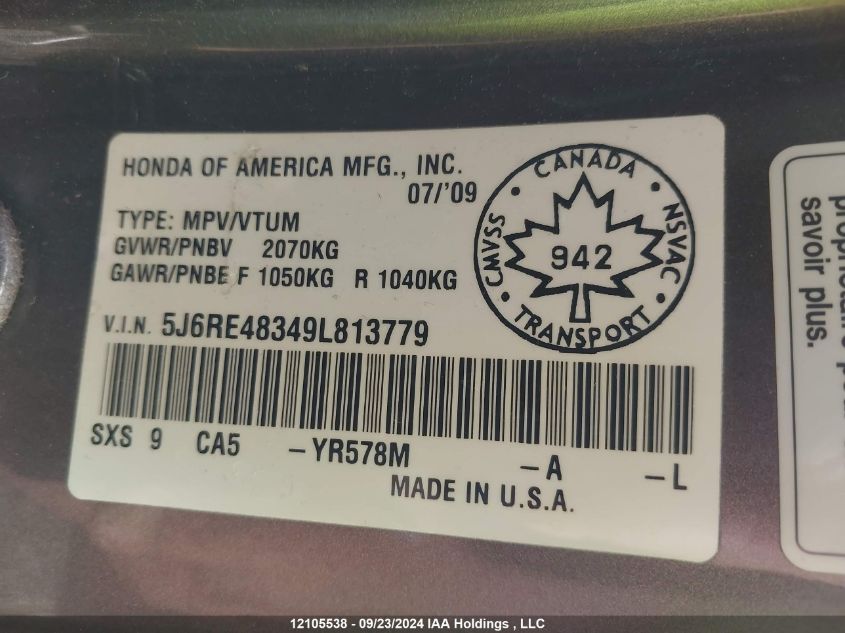 HONDA OF AMERICA MFG., INC.
07/'09
TYPE: MPV/VTUM
GVWR/PNBV 2070KG
GAWR/PNBE F 1050KG R 1040KG
V.I.N. 5J6RE48349L813779
SXS 9 CA5 -YR578M -A -L
MADE IN U.S.A.
CANADA
CMVSS • 942 • NSVAC
TRANSPORT
savoir plus.
12105538 - 09/23/2024 IAA Holdings , LLC